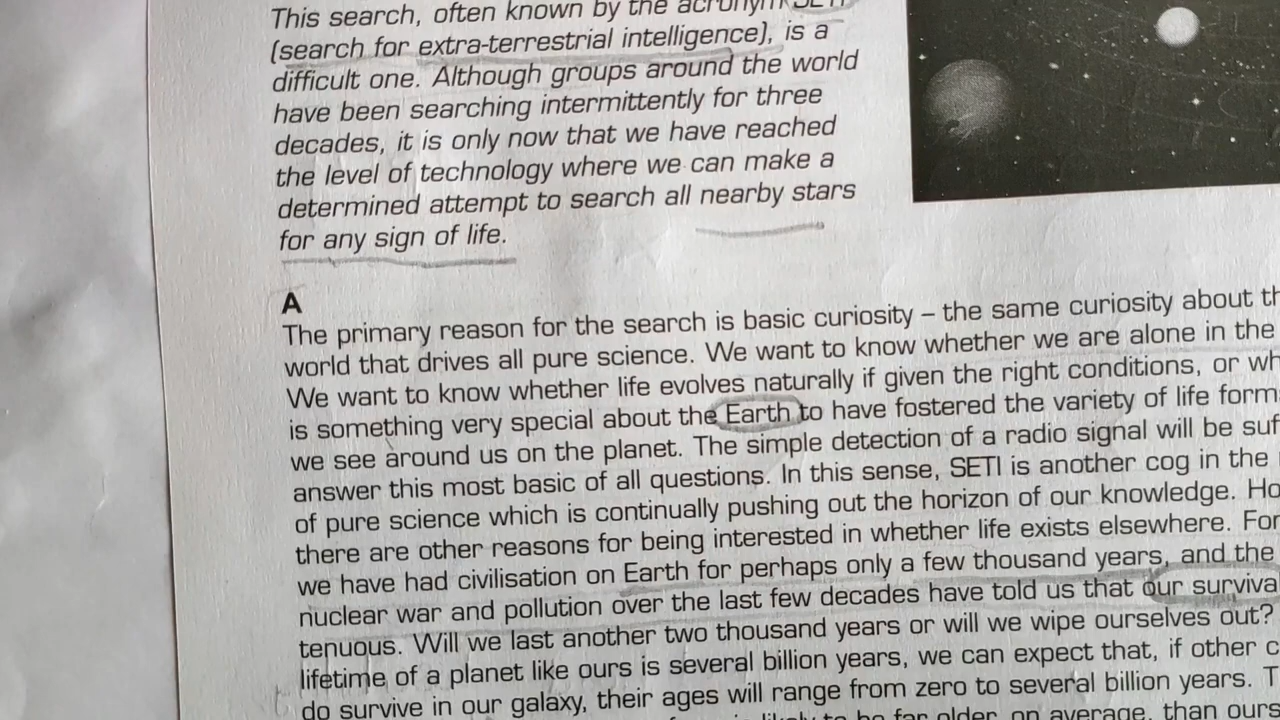 This search, often known by the acronym SETI
(search for extra-terrestrial intelligence), is a
difficult one. Although groups around the world
have been searching intermittently for three
decades, it is only now that we have reached
the level of technology where we can make a
determined attempt to search all nearby stars
for any sign of life.
A
The primary reason for the search is basic curiosity – the same curiosity about th
world that drives all pure science. We want to know whether we are alone in the
We want to know whether life evolves naturally if given the right conditions, or wh
is something very special about the Earth to have fostered the variety of life form
we see around us on the planet. The simple detection of a radio signal will be suf
answer this most basic of all questions. In this sense, SETI is another cog in the
of pure science which is continually pushing out the horizon of our knowledge. Ho
there are other reasons for being interested in whether life exists elsewhere. For
we have had civilisation on Earth for perhaps only a few thousand years, and the
nuclear war and pollution over the last few decades have told us that our surviva
tenuous. Will we last another two thousand years or will we wipe ourselves out?
lifetime of a planet like ours is several billion years, we can expect that, if other c
do survive in our galaxy, their ages will range from zero to several billion years. T
likely to be far older, on average, than ours